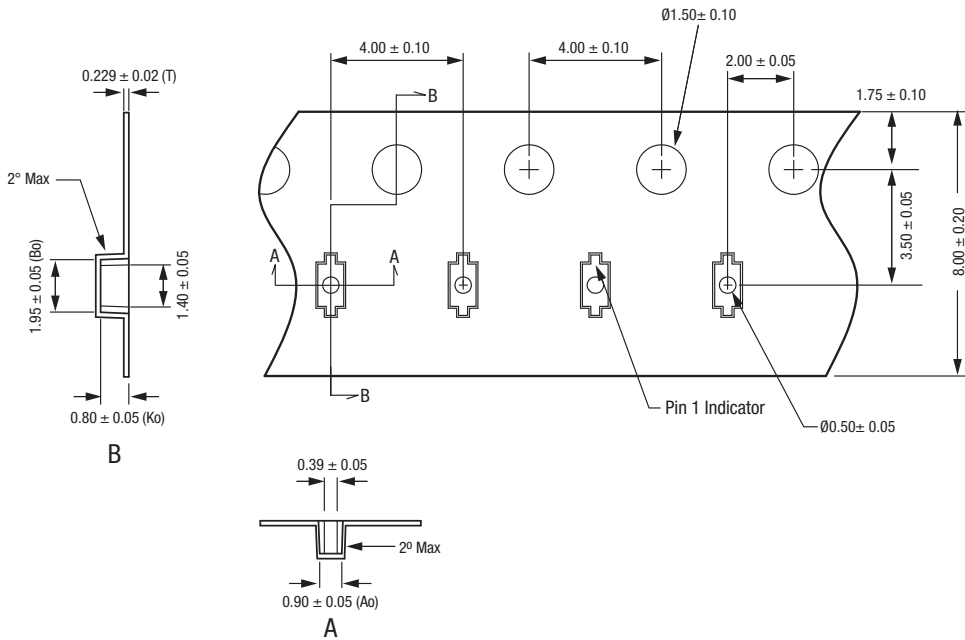 Ø1.50± 0.10
4.00 ± 0.10
4.00 ± 0.10
2.00 ± 0.05
0.229 ± 0.02 (T)
1.75 ± 0.10
B
2° Max
A
A
3.50 ± 0.05
8.00 ± 0.20
1.95 ± 0.05 (Bo)
1.40 ± 0.05
B
Pin 1 Indicator
0.80 ± 0.05 (Ko)
Ø0.50± 0.05
B
0.39 ± 0.05
2º Max
0.90 ± 0.05 (Ao)
A